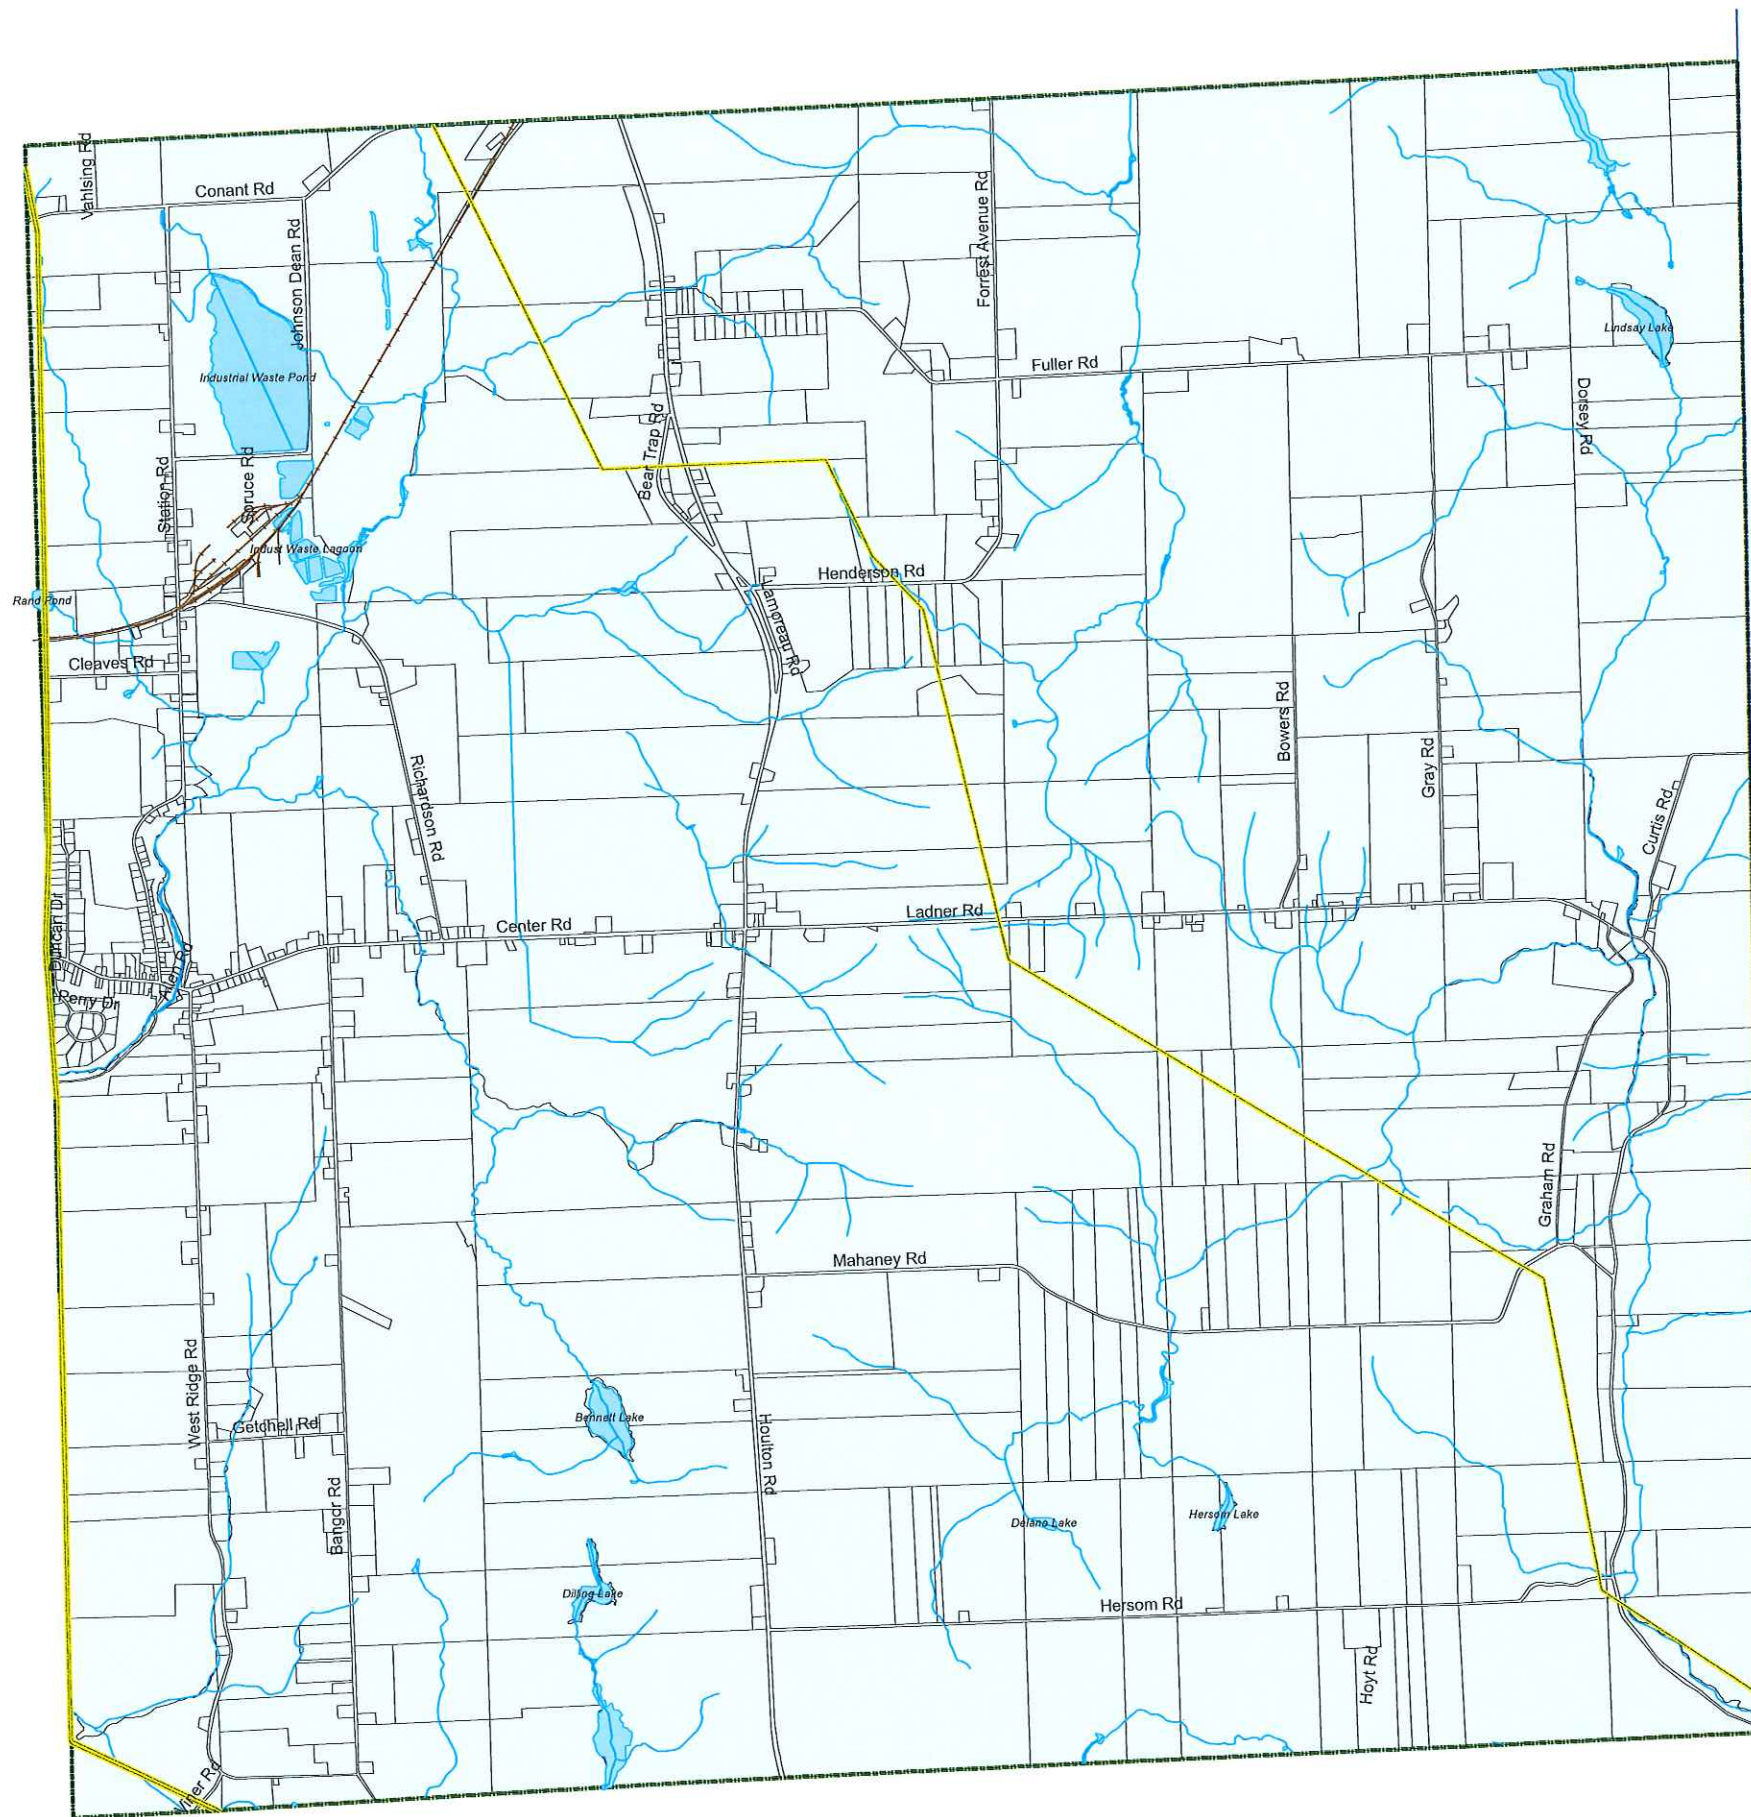 Vahlsing Rd
Conant Rd
Johnson Dean Rd
Forrest Avenue Rd
Lindsay Lake
Industrial Waste Pond
Fuller Rd
Dorsey Rd
Bear Trap Rd
Station Rd
Spruce Rd
Indust Waste Lagoon
Henderson Rd
Rand Pond
Lamoreau Rd
Cleaves Rd
Bowers Rd
Gray Rd
Richardson Rd
Curtis Rd
Duncan Dr
Center Rd
Ladner Rd
Perry Dr
Graham Rd
Mahaney Rd
West Ridge Rd
Getchell Rd
Bennett Lake
Houlton Rd
Bangor Rd
Delano Lake
Hersom Lake
Dilling Lake
Hersom Rd
Hoyt Rd